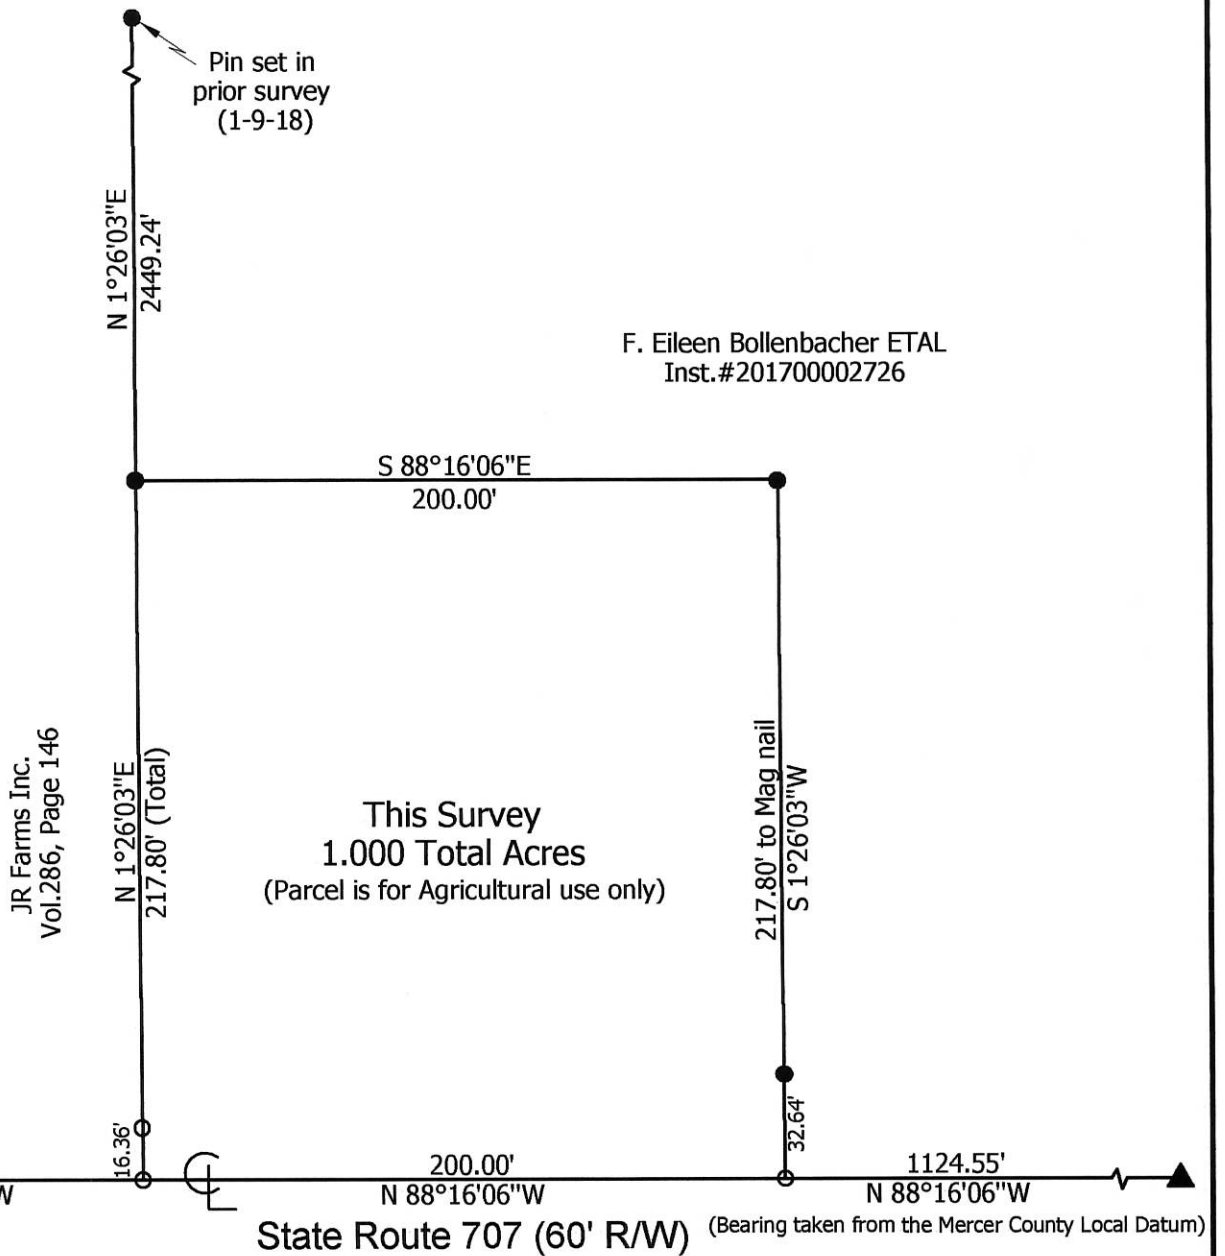 Pin set in
prior survey
(1-9-18)
N 1°26'03"E
2449.24'
F. Eileen Bollenbacher ETAL
Inst.#201700002726
S 88°16'06"E
200.00'
JR Farms Inc.
Vol.286, Page 146
N 1°26'03"E
217.80' (Total)
This Survey
1.000 Total Acres
(Parcel is for Agricultural use only)
217.80' to Mag nail
S 1°26'03"W
16.36'
32.64'
CL
200.00'
N 88°16'06"W
1124.55'
N 88°16'06"W
W
State Route 707 (60' R/W)
(Bearing taken from the Mercer County Local Datum)